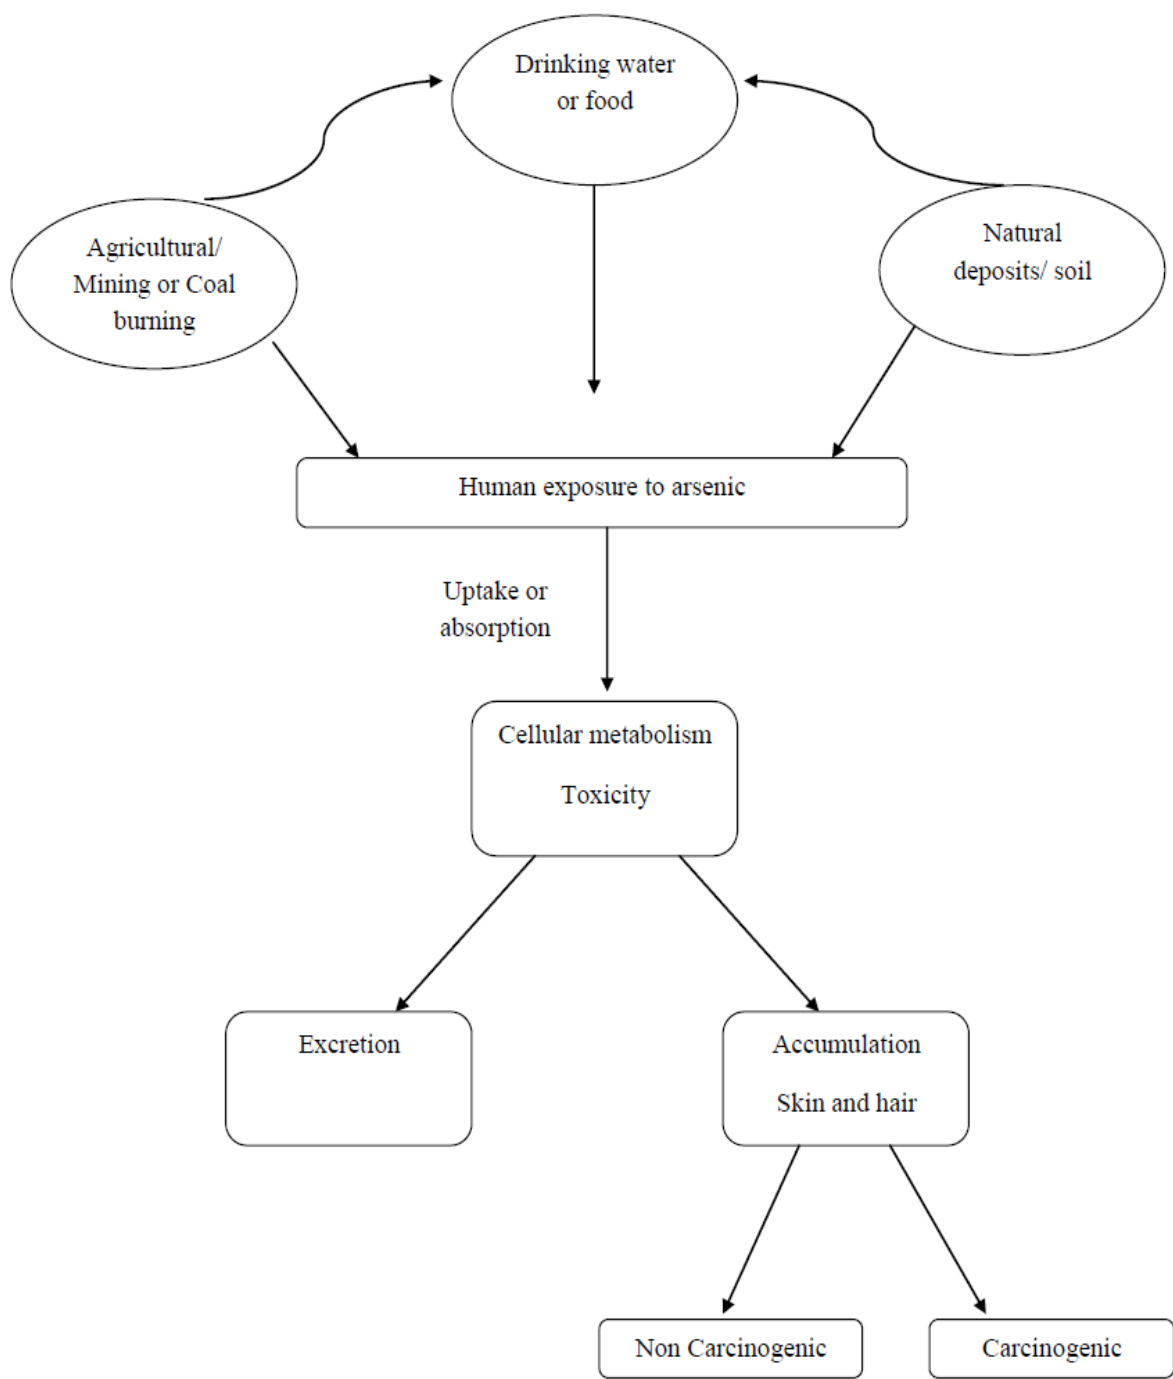 Drinking water
or food
Agricultural/
Mining or Coal
burning
Natural
deposits/ soil
Human exposure to arsenic
Uptake or
absorption
Cellular metabolism
Toxicity
Excretion
Accumulation
Skin and hair
Non Carcinogenic
Carcinogenic